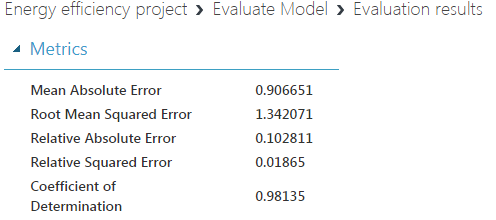 Energy efficiency project › Evaluate Model › Evaluation results
Metrics
Mean Absolute Error 0.906651
Root Mean Squared Error 1.342071
Relative Absolute Error 0.102811
Relative Squared Error 0.01865
Coefficient of
Determination 0.98135